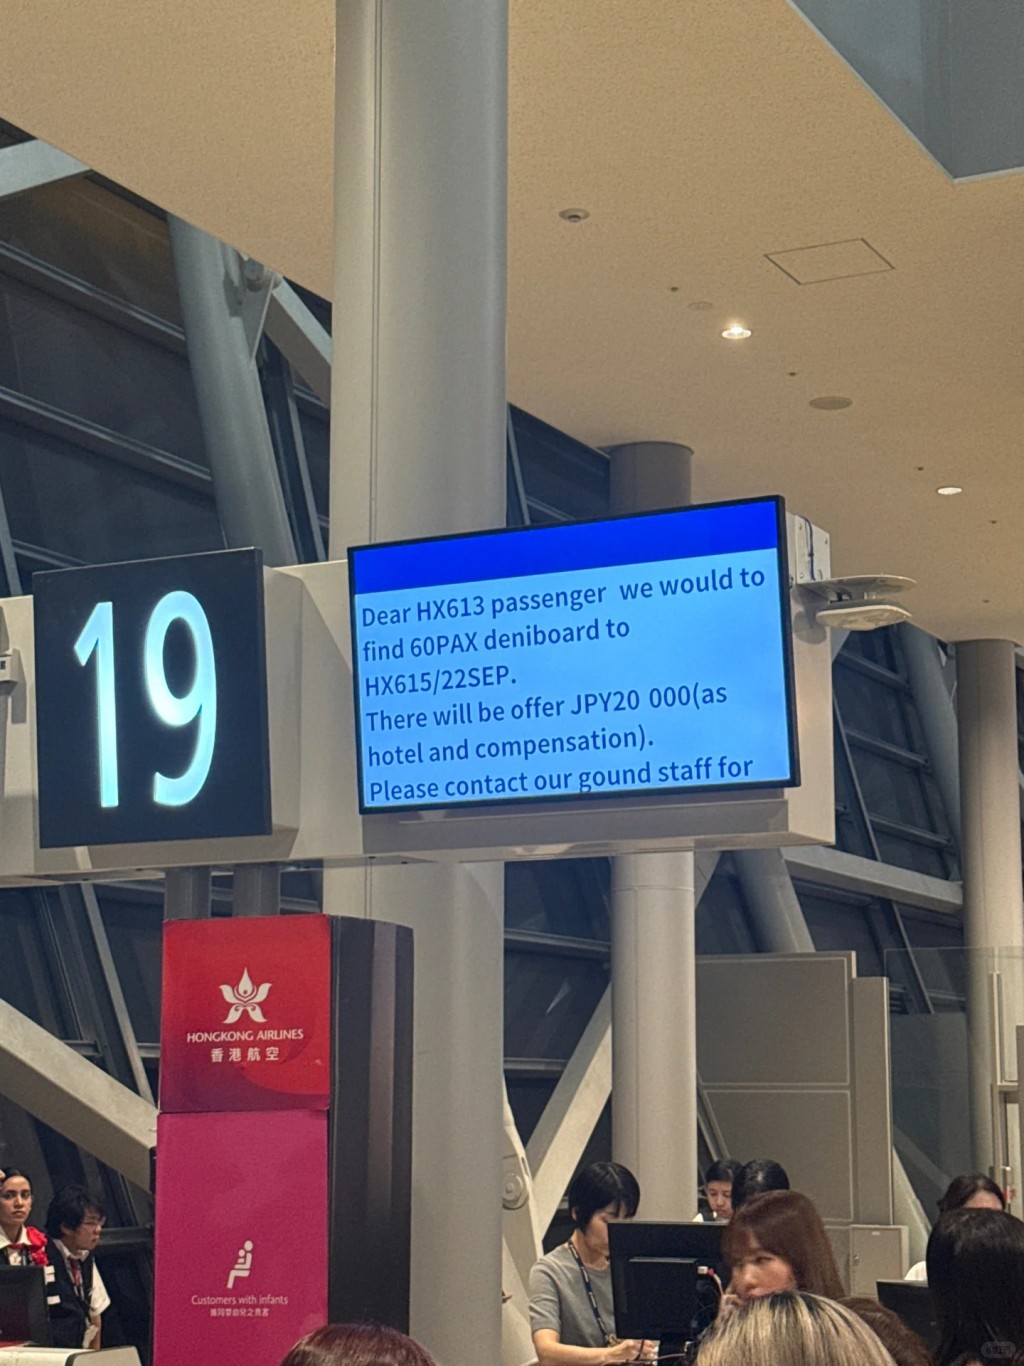 19
Dear HX613 passenger we would to
find 60PAX deniboard to
HX615/22SEP.
There will be offer JPY20 000(as
hotel and compensation).
Please contact our gound staff for
HONGKONG AIRLINES
香港航空
Customers with infants